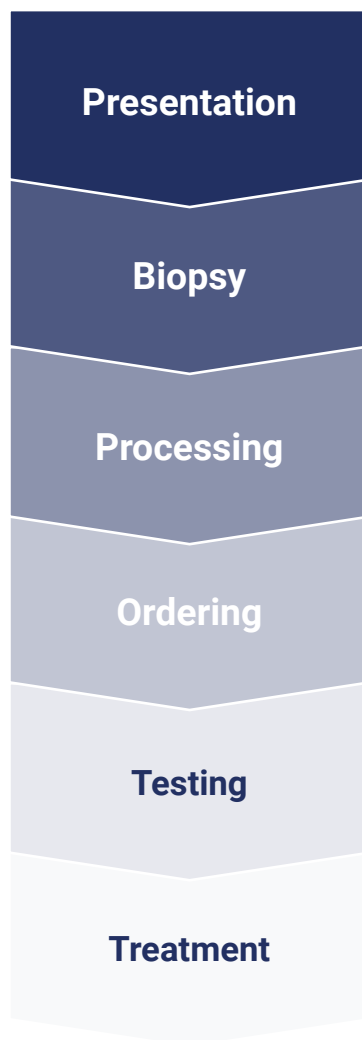 Presentation
Biopsy
Processing
Ordering
Testing
Treatment